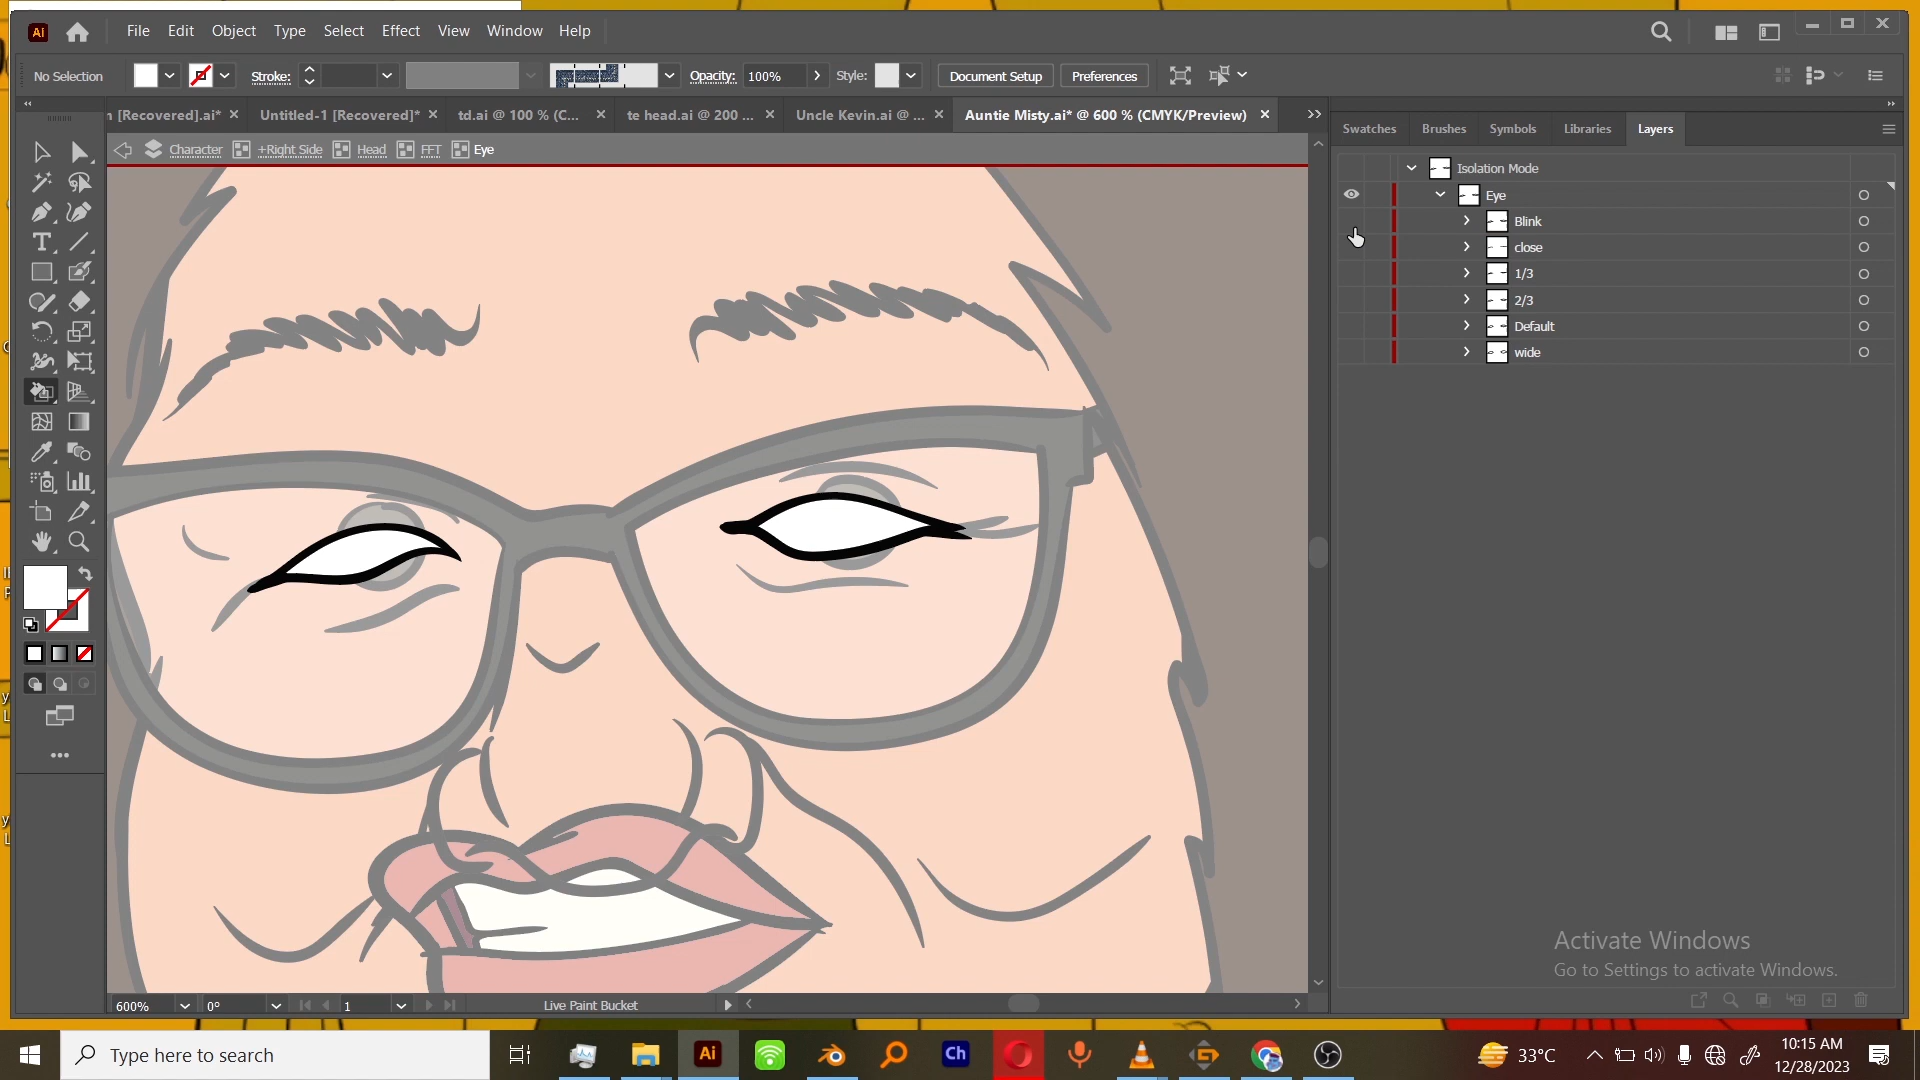 Ai File Edit Object Type Select Effect View Window Help
No Selection Stroke: Opacity: 100% Style: Document Setup Preferences
[Recovered].ai* Untitled-1 [Recovered]* td.ai @ 100 % (C... te head.ai @ 200 ... Uncle Kevin.ai @ ... Auntie Misty.ai* @ 600 % (CMYK/Preview)
Character +Right Side Head FFT Eye
Swatches Brushes Symbols Libraries Layers
Isolation Mode
Eye
Blink
close
1/3
2/3
Default
wide
Activate Windows
Go to Settings to activate Windows.
600% 0° 1 Live Paint Bucket
Type here to search
Ai
Ch
33°C
10:15 AM
12/28/2023